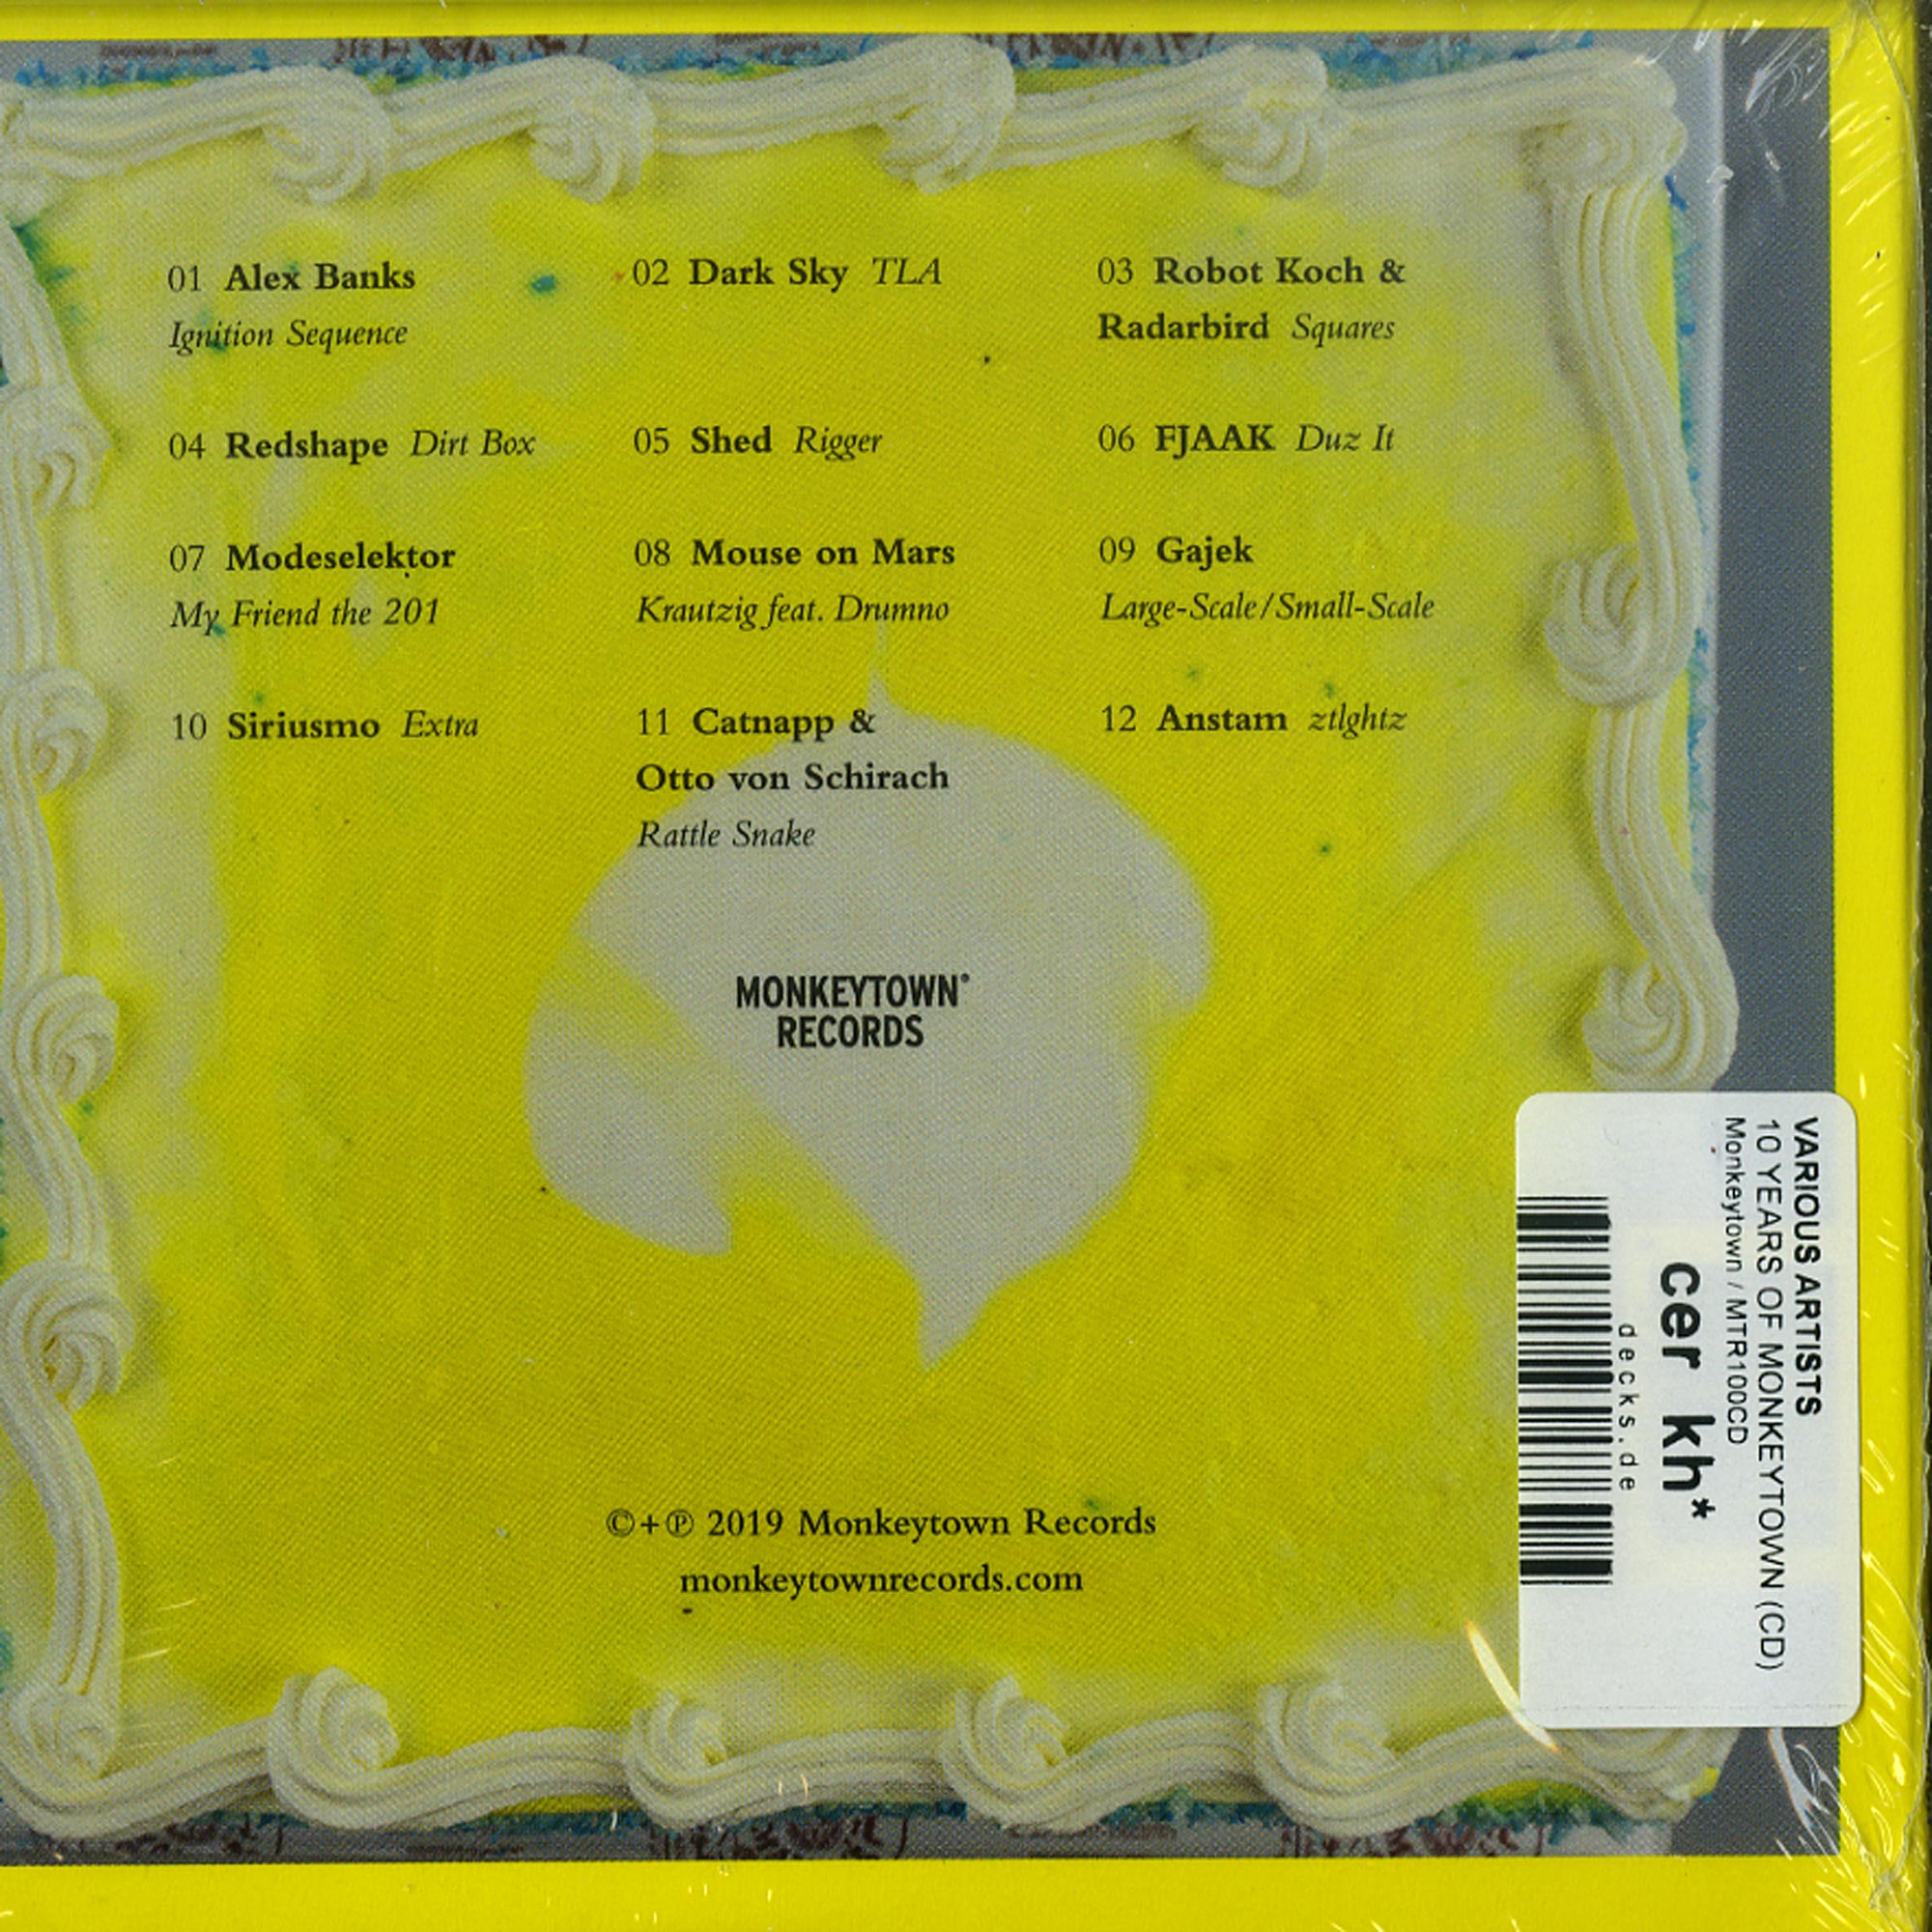 01 Alex Banks
Ignition Sequence
02 Dark Sky TLA
03 Robot Koch &
Radarbird Squares
04 Redshape Dirt Box
05 Shed Rigger
06 FJAAK Duz It
07 Modeselektor
My Friend the 201
08 Mouse on Mars
Krautzig feat. Drumno
09 Gajek
Large-Scale/Small-Scale
10 Siriusmo Extra
11 Catnapp &
Otto von Schirach
Rattle Snake
12 Anstam ztlghtz
MONKEYTOWN®
RECORDS
©+℗ 2019 Monkeytown Records
monkeytownrecords.com
VARIOUS ARTISTS
10 YEARS OF MONKEYTOWN (CD)
Monkeytown / MTR100CD
cer kh*
decks.de